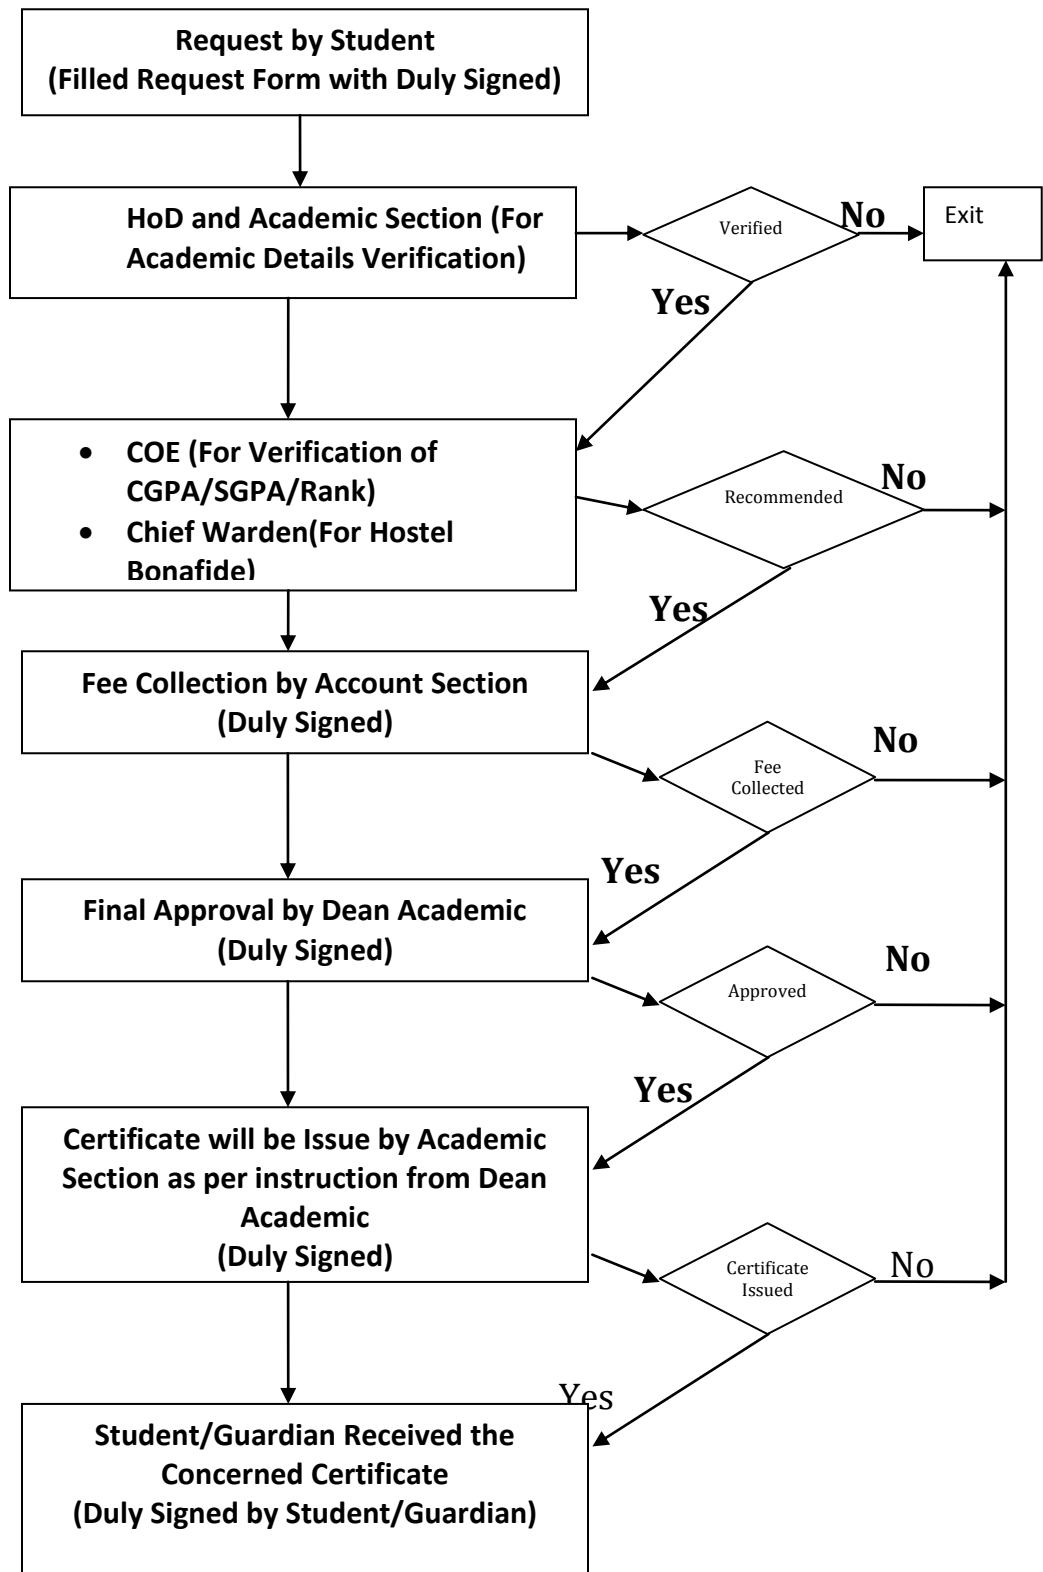 Request by Student
(Filled Request Form with Duly Signed)
HoD and Academic Section (For
Academic Details Verification)
Verified
No
Exit
Yes
• COE (For Verification of
CGPA/SGPA/Rank)
• Chief Warden(For Hostel
Bonafide)
Recommended
No
Yes
Fee Collection by Account Section
(Duly Signed)
Fee
Collected
No
Yes
Final Approval by Dean Academic
(Duly Signed)
Approved
No
Yes
Certificate will be Issue by Academic
Section as per instruction from Dean
Academic
(Duly Signed)
Certificate
Issued
No
Yes
Student/Guardian Received the
Concerned Certificate
(Duly Signed by Student/Guardian)